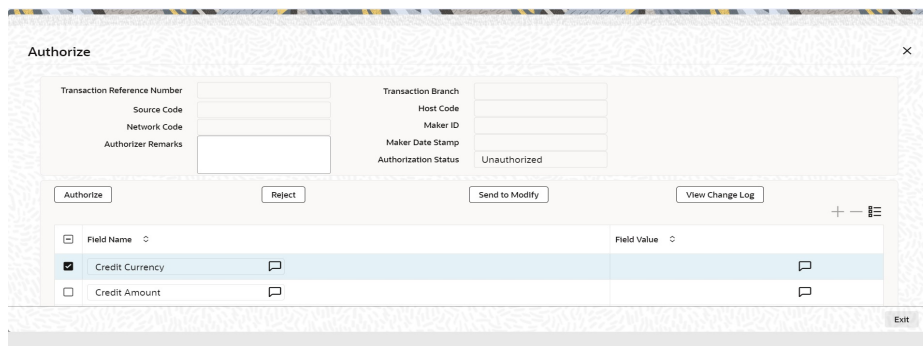 Authorize
Transaction Reference Number
Source Code
Network Code
Authorizer Remarks
Transaction Branch
Host Code
Maker ID
Maker Date Stamp
Authorization Status Unauthorized
Authorize Reject Send to Modify View Change Log
Field Name Field Value
Credit Currency
Credit Amount
Exit